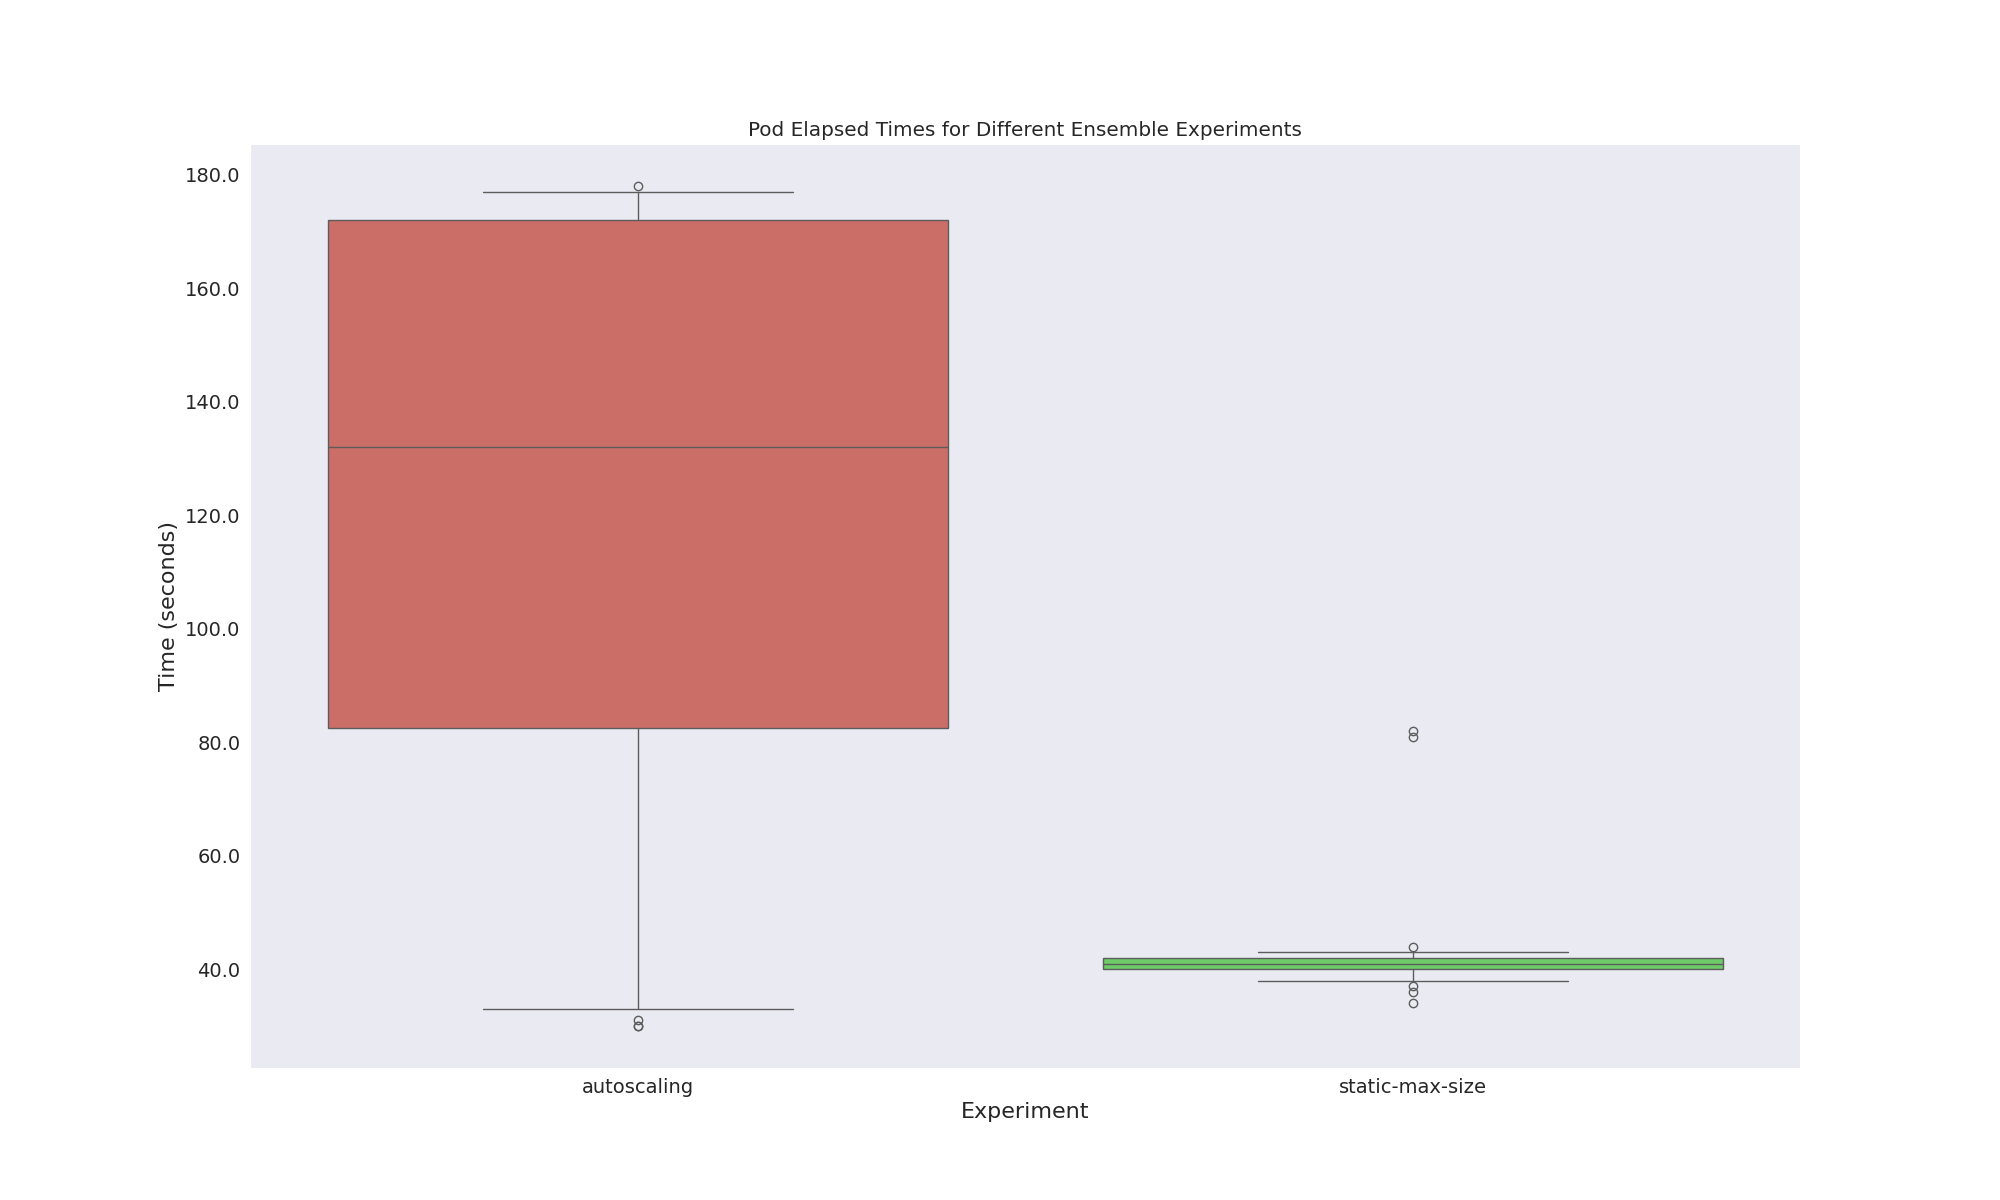 Pod Elapsed Times for Different Ensemble Experiments
180.0
160.0
140.0
120.0
100.0
80.0
60.0
40.0
Time (seconds)
autoscaling
static-max-size
Experiment